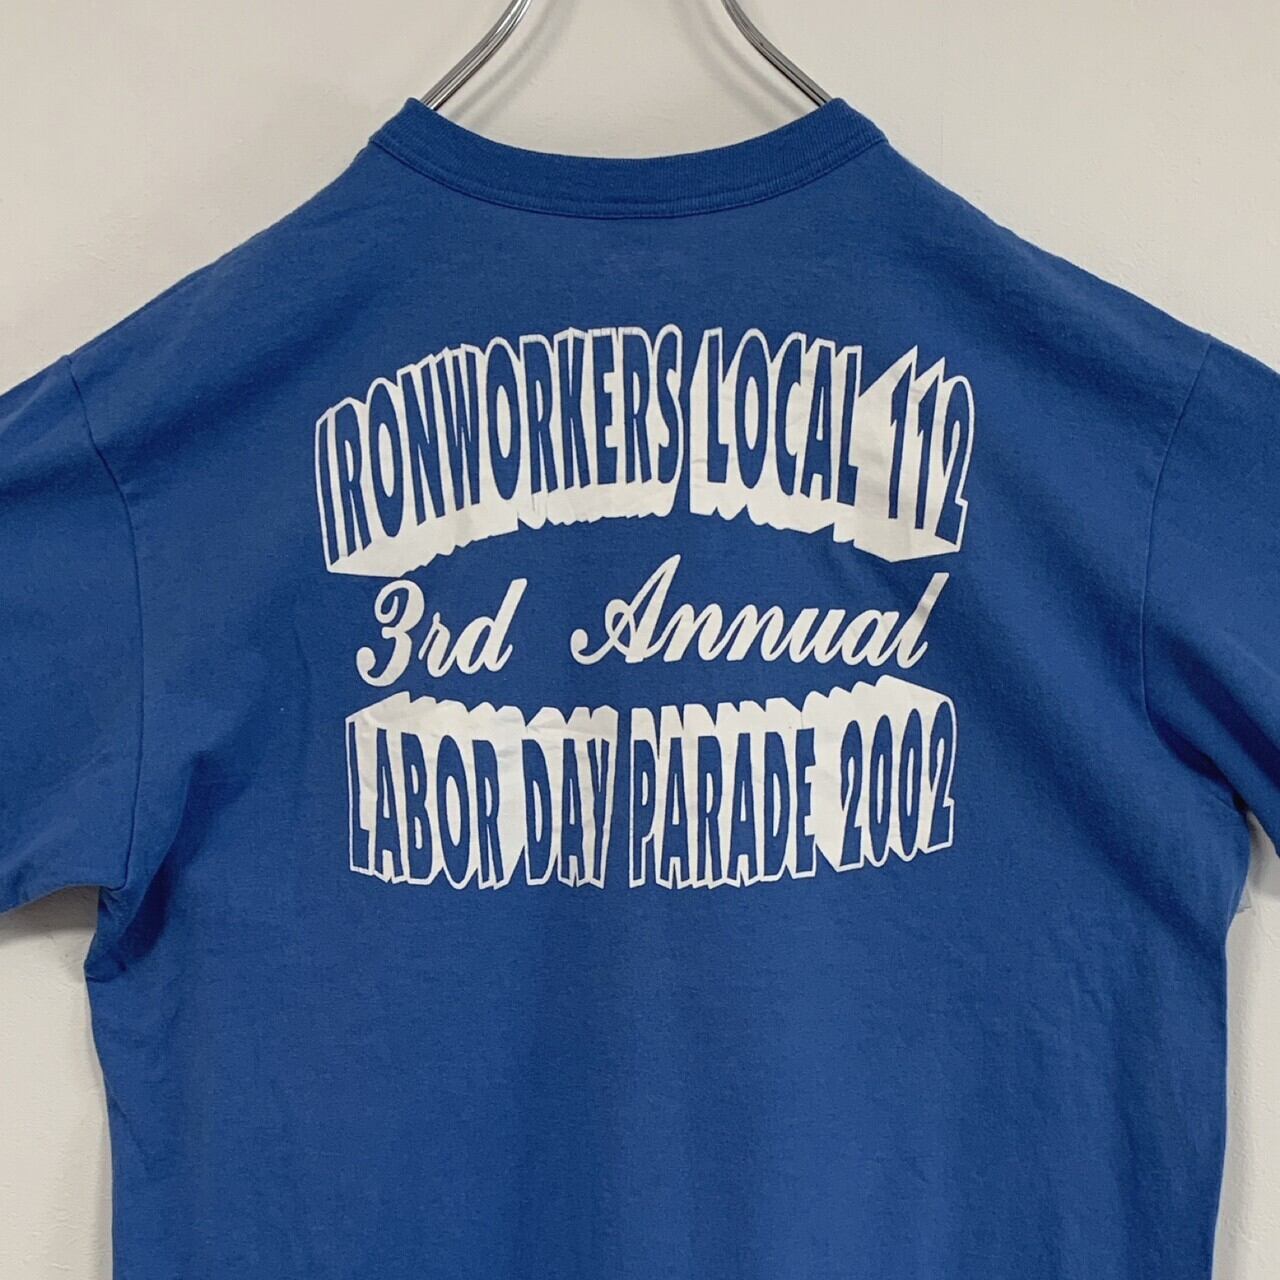 IRONWORKERS LOCAL 112
3rd Annual
LABOR DAY PARADE 2002